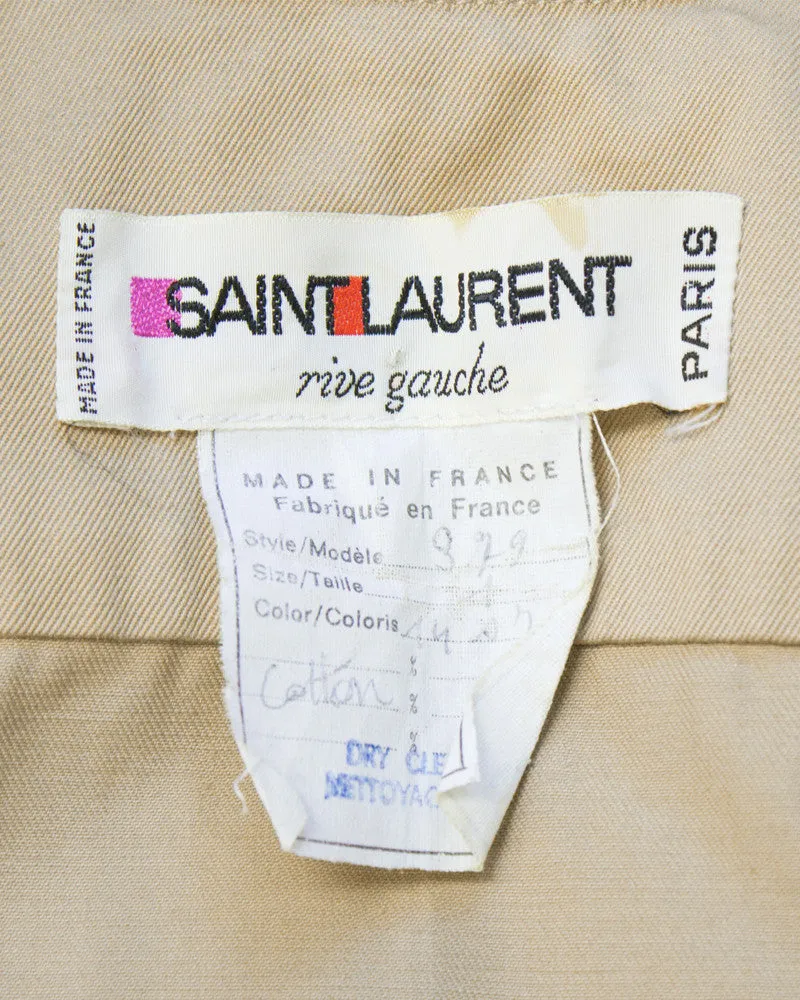 MADE IN FRANCE
SAINT LAURENT
rive gauche
PARIS
MADE IN FRANCE
Fabriqué en France
Style/Modèle 979
Size/Taille
Color/Coloris
%
Cotton %
%
DRY CLE
NETTOYAG